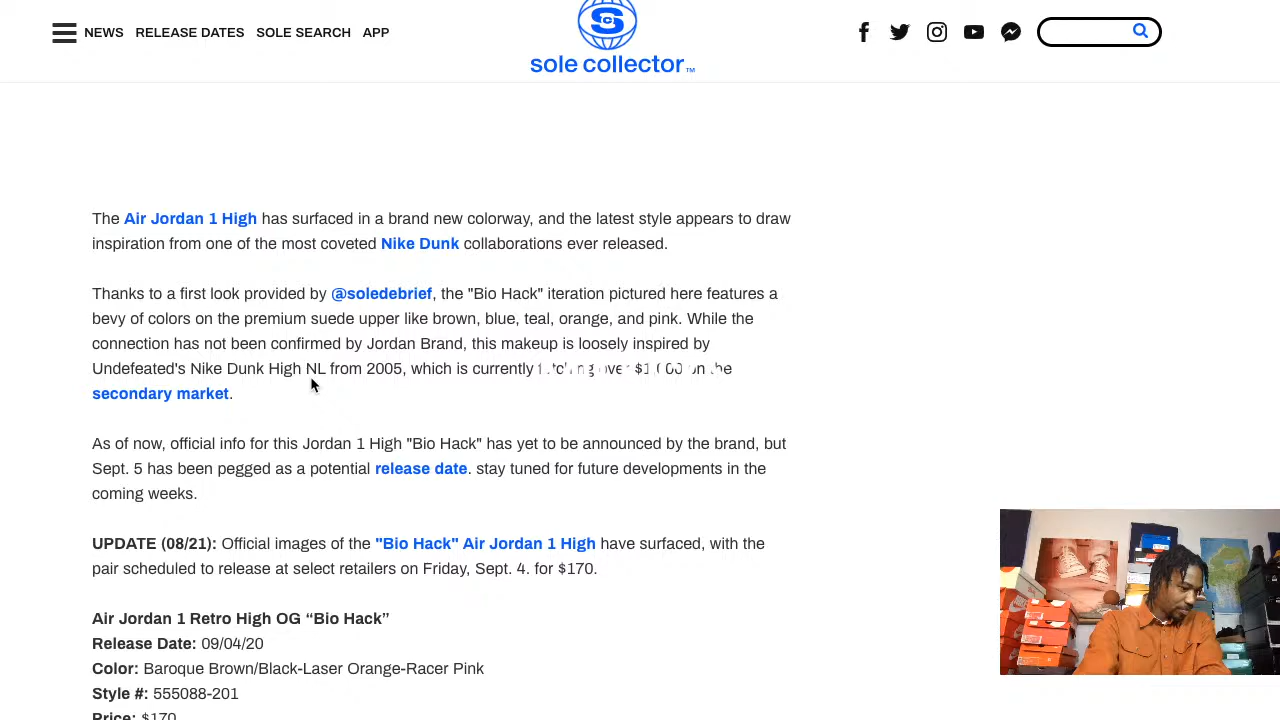 NEWS RELEASE DATES SOLE SEARCH APP
sole collector™
The Air Jordan 1 High has surfaced in a brand new colorway, and the latest style appears to draw
inspiration from one of the most coveted Nike Dunk collaborations ever released.
Thanks to a first look provided by @soledebrief, the "Bio Hack" iteration pictured here features a
bevy of colors on the premium suede upper like brown, blue, teal, orange, and pink. While the
connection has not been confirmed by Jordan Brand, this makeup is loosely inspired by
Undefeated's Nike Dunk High NL from 2005, which is currently the
secondary market.
As of now, official info for this Jordan 1 High "Bio Hack" has yet to be announced by the brand, but
Sept. 5 has been pegged as a potential release date. stay tuned for future developments in the
coming weeks.
UPDATE (08/21): Official images of the "Bio Hack" Air Jordan 1 High have surfaced, with the
pair scheduled to release at select retailers on Friday, Sept. 4. for $170.
Air Jordan 1 Retro High OG “Bio Hack”
Release Date: 09/04/20
Color: Baroque Brown/Black-Laser Orange-Racer Pink
Style #: 555088-201
Price: $170